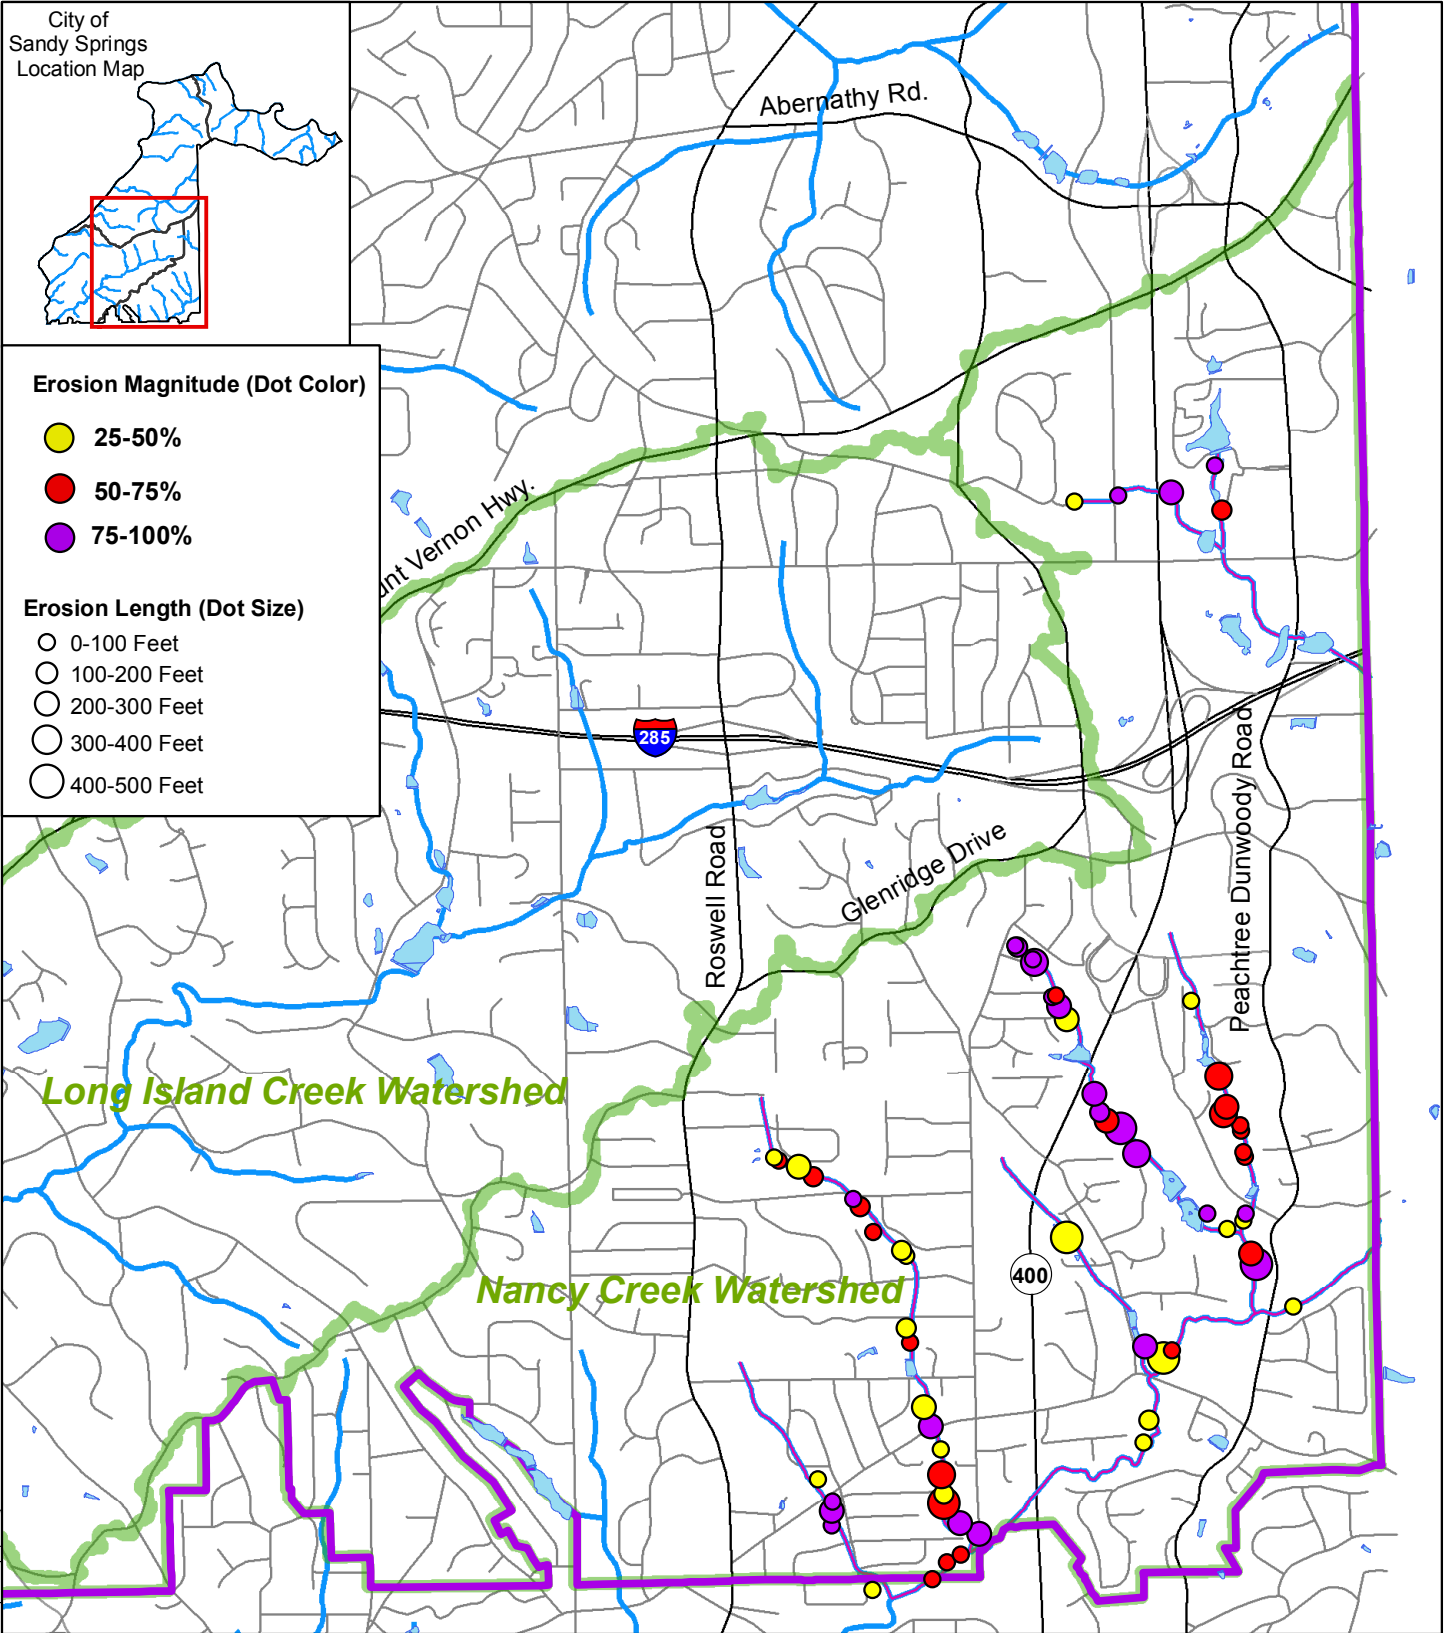 City of
Sandy Springs
Location Map
Erosion Magnitude (Dot Color)
25-50%
50-75%
75-100%
Erosion Length (Dot Size)
0-100 Feet
100-200 Feet
200-300 Feet
300-400 Feet
400-500 Feet
Abernathy Rd.
unt Vernon Hwy.
285
Roswell Road
Glenridge Drive
Peachtree Dunwoody Road
Long Island Creek Watershed
Nancy Creek Watershed
400